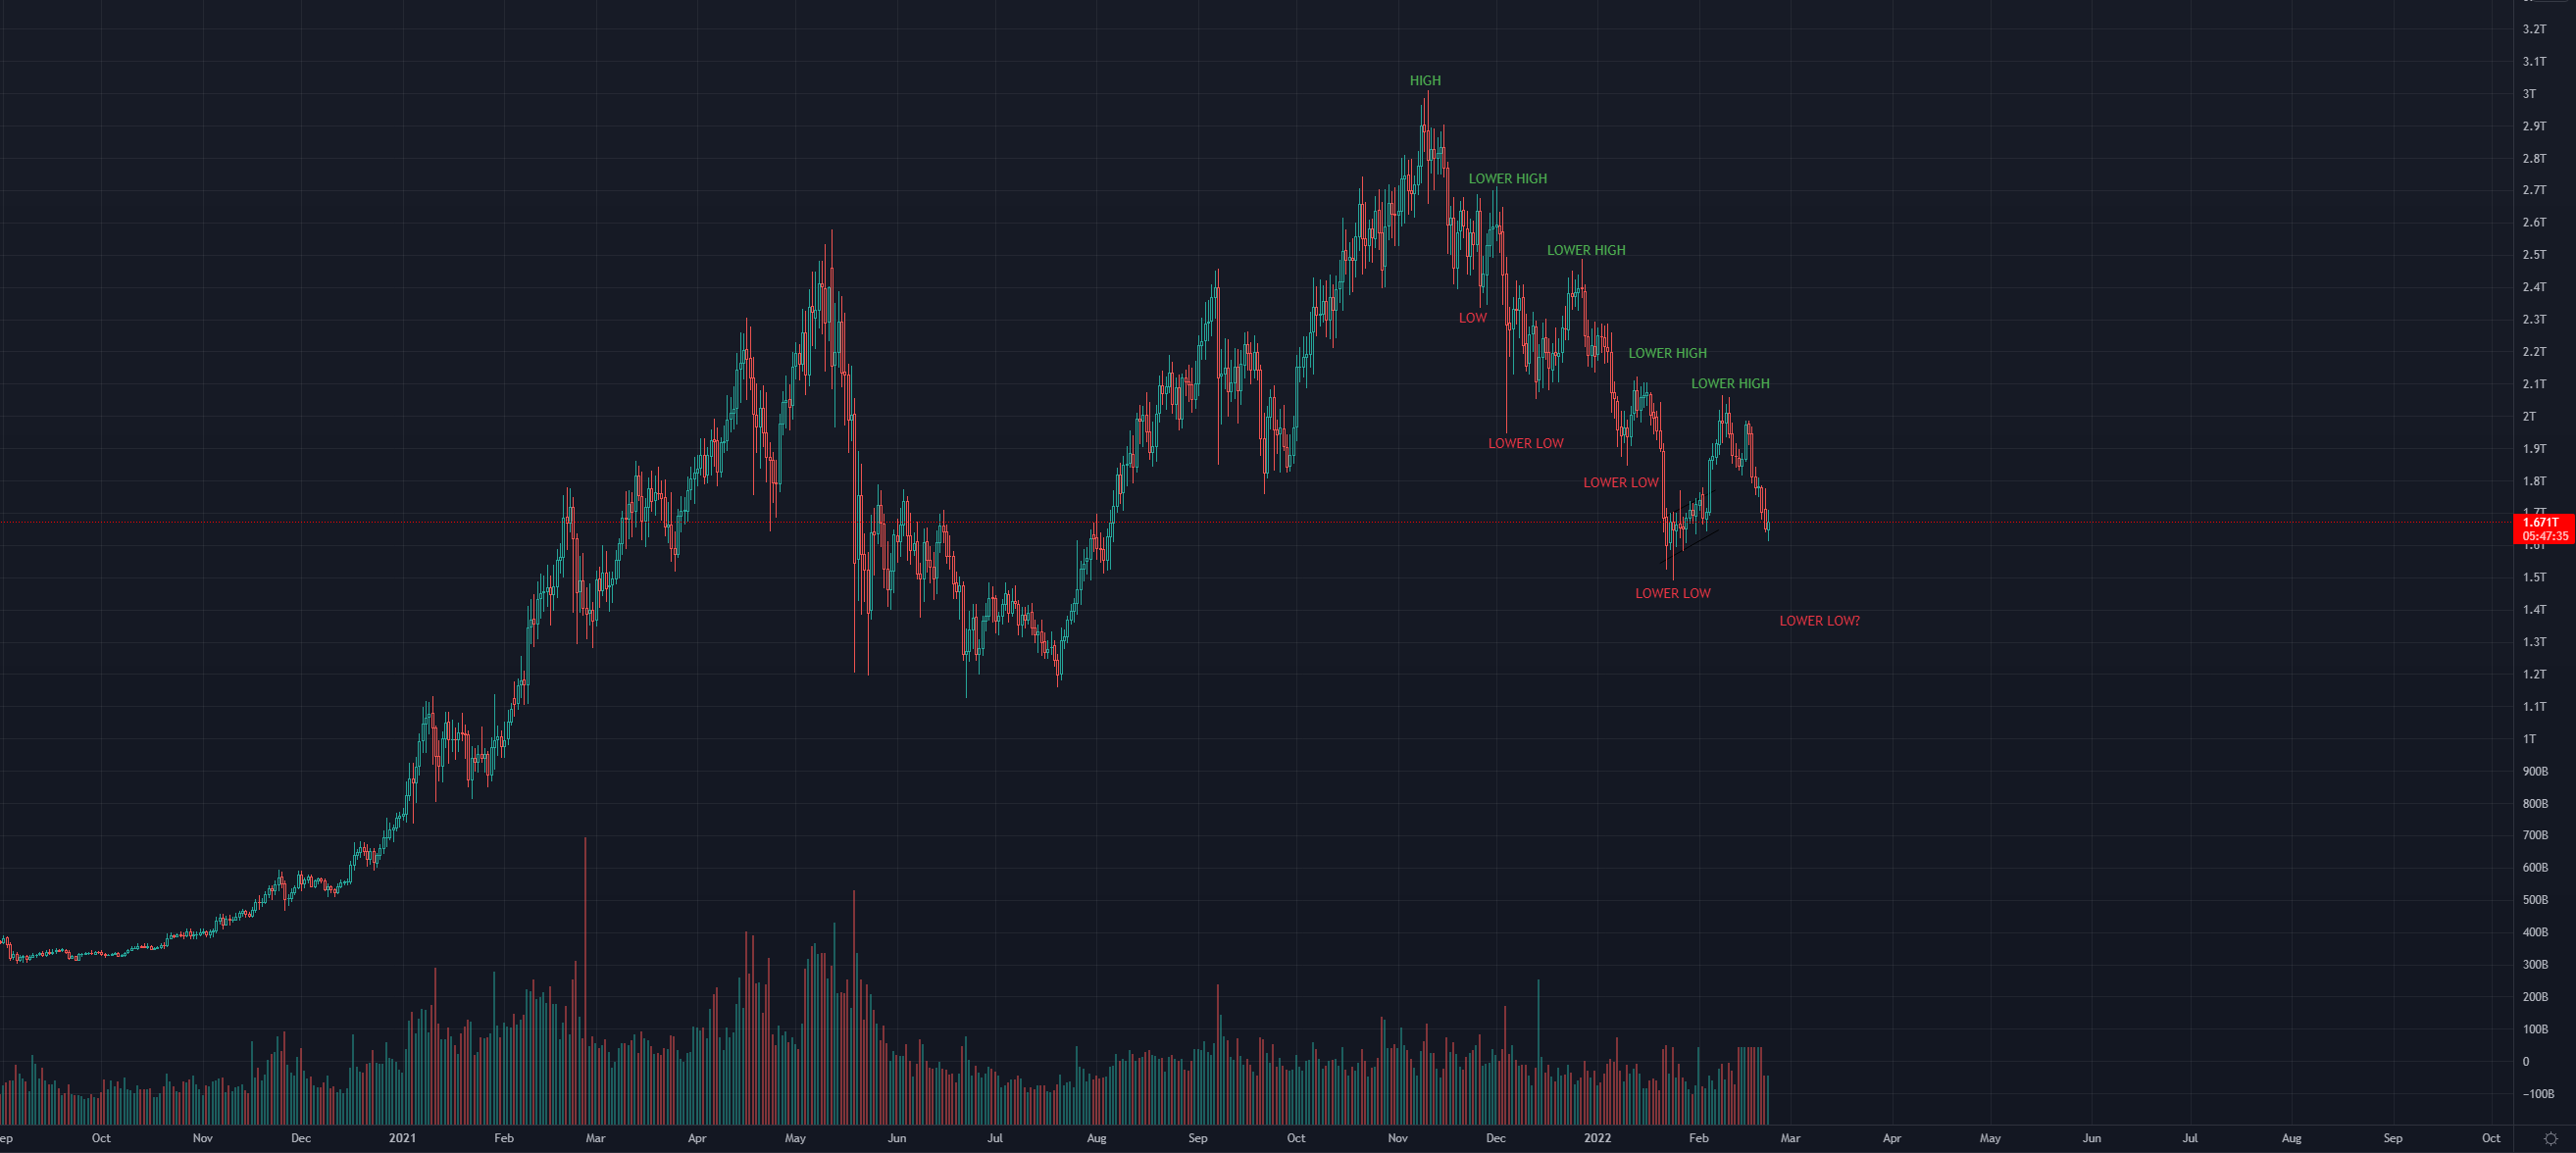 3.2T
3.1T
HIGH
3T
2.9T
2.8T
LOWER HIGH
2.7T
2.6T
LOWER HIGH
2.5T
2.4T
LOW
2.3T
LOWER HIGH
2.2T
LOWER HIGH
2.1T
2T
LOWER LOW
1.9T
LOWER LOW
1.8T
1.7T
1.671T
05:47:35
1.6T
LOWER LOW
1.5T
LOWER LOW?
1.4T
1.3T
1.2T
1.1T
1T
900B
800B
700B
600B
500B
400B
300B
200B
100B
0
−100B
ep Oct Nov Dec 2021 Feb Mar Apr May Jun Jul Aug Sep Oct Nov Dec 2022 Feb Mar Apr May Jun Jul Aug Sep Oct